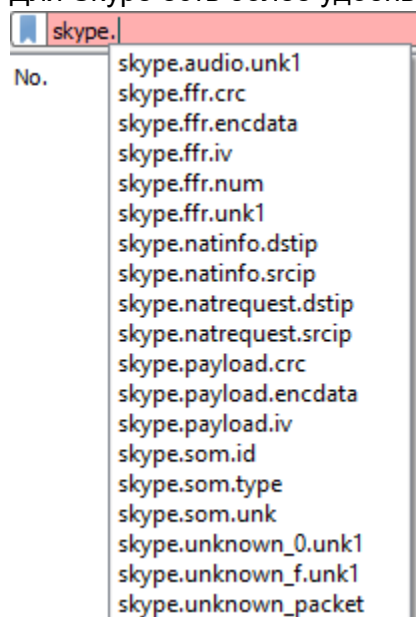 skype.
No.
skype.audio.unk1
skype.ffr.crc
skype.ffr.encdata
skype.ffr.iv
skype.ffr.num
skype.ffr.unk1
skype.natinfo.dstip
skype.natinfo.srcip
skype.natrequest.dstip
skype.natrequest.srcip
skype.payload.crc
skype.payload.encdata
skype.payload.iv
skype.som.id
skype.som.type
skype.som.unk
skype.unknown_0.unk1
skype.unknown_f.unk1
skype.unknown_packet